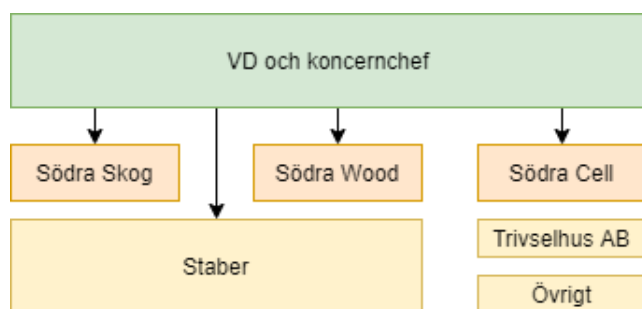 VD och koncernchef
Södra Skog
Södra Wood
Södra Cell
Staber
Trivselhus AB
Övrigt